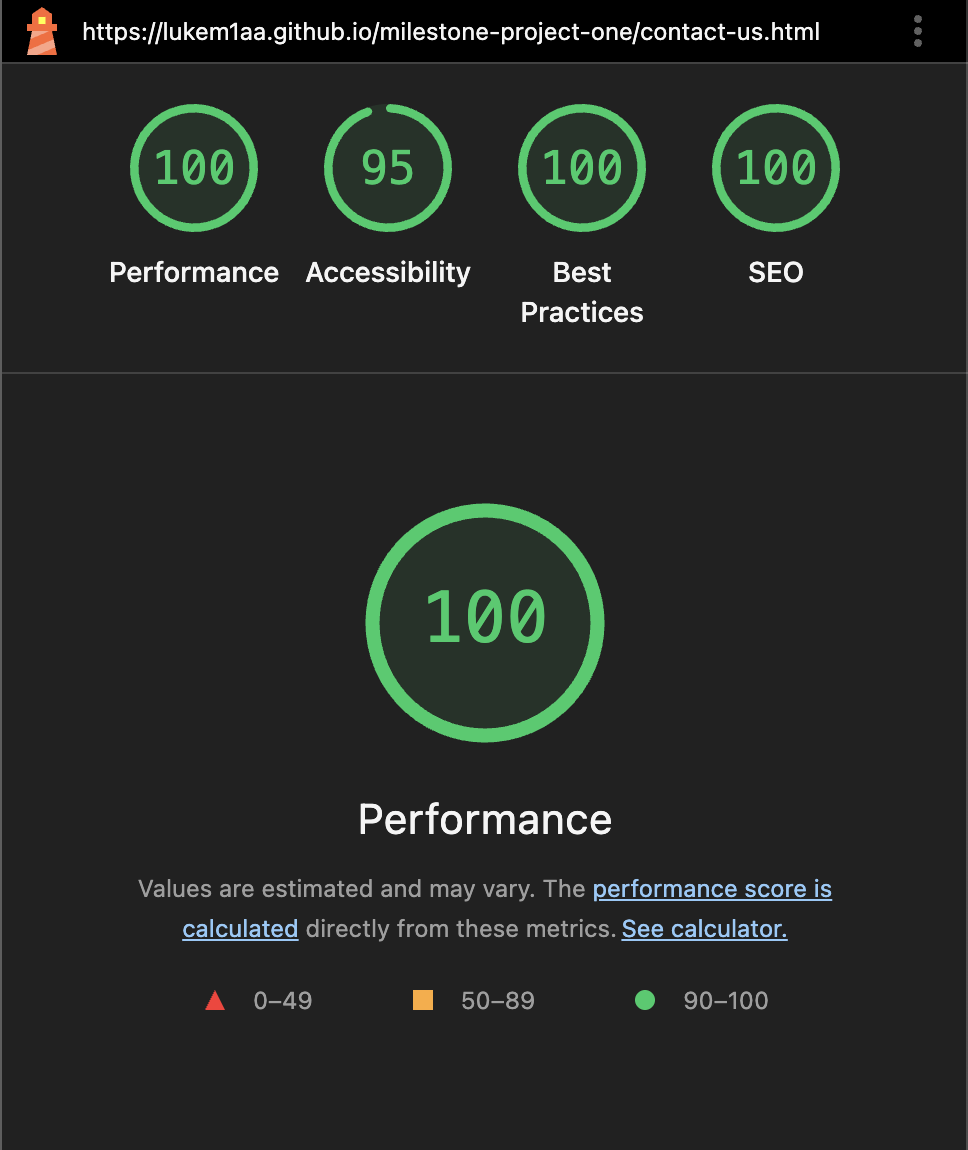 https://lukem1aa.github.io/milestone-project-one/contact-us.html
100
95
100
100
Performance
Accessibility
Best
Practices
SEO
100
Performance
Values are estimated and may vary. The performance score is
calculated directly from these metrics. See calculator.
0–49
50–89
90–100